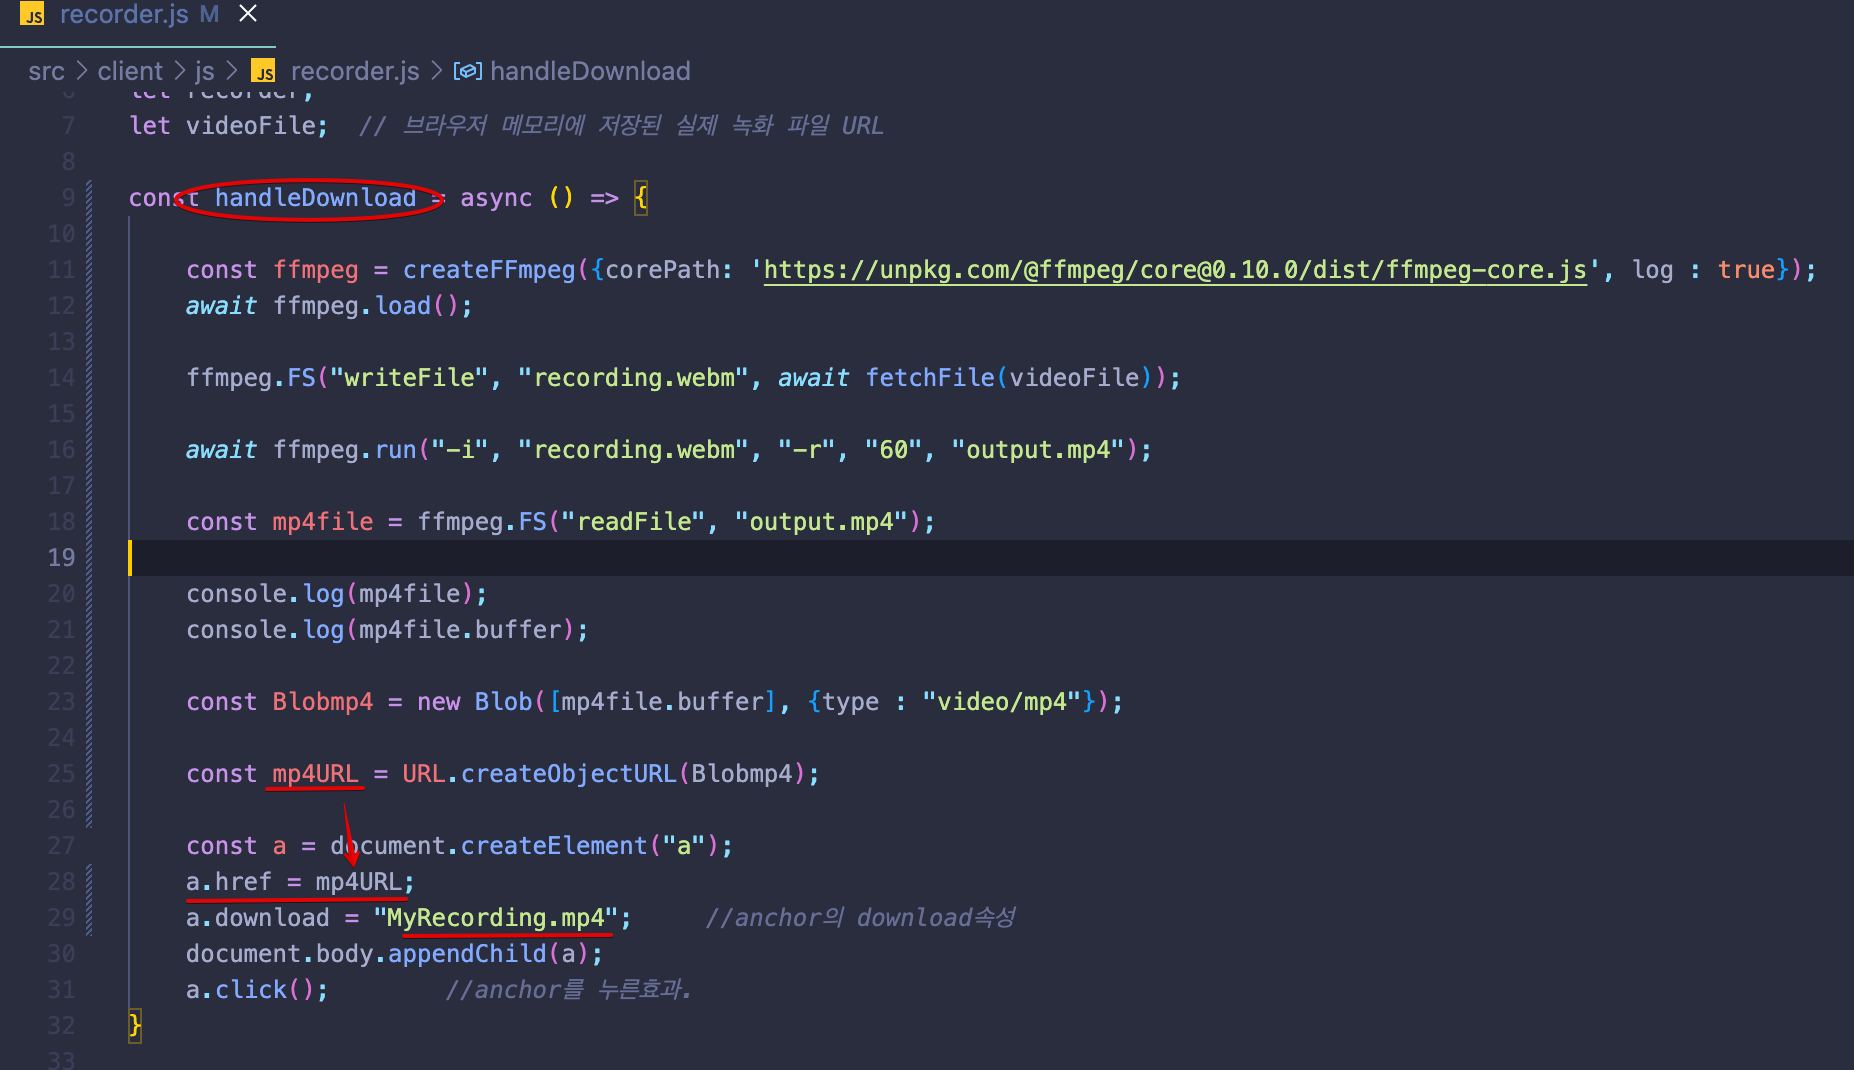 JS recorder.js M
src > client > js > JS recorder.js > handleDownload
6 let recorder;
7 let videoFile; // 브라우저 메모리에 저장된 실제 녹화 파일 URL
8
9 const handleDownload = async () => {
10
11 const ffmpeg = createFFmpeg({corePath: 'https://unpkg.com/@ffmpeg/core@0.10.0/dist/ffmpeg-core.js', log : true});
12 await ffmpeg.load();
13
14 ffmpeg.FS("writeFile", "recording.webm", await fetchFile(videoFile));
15
16 await ffmpeg.run("-i", "recording.webm", "-r", "60", "output.mp4");
17
18 const mp4file = ffmpeg.FS("readFile", "output.mp4");
19
20 console.log(mp4file);
21 console.log(mp4file.buffer);
22
23 const Blobmp4 = new Blob([mp4file.buffer], {type : "video/mp4"});
24
25 const mp4URL = URL.createObjectURL(Blobmp4);
26
27 const a = document.createElement("a");
28 a.href = mp4URL;
29 a.download = "MyRecording.mp4"; //anchor의 download속성
30 document.body.appendChild(a);
31 a.click(); //anchor를 누른효과.
32 }
33